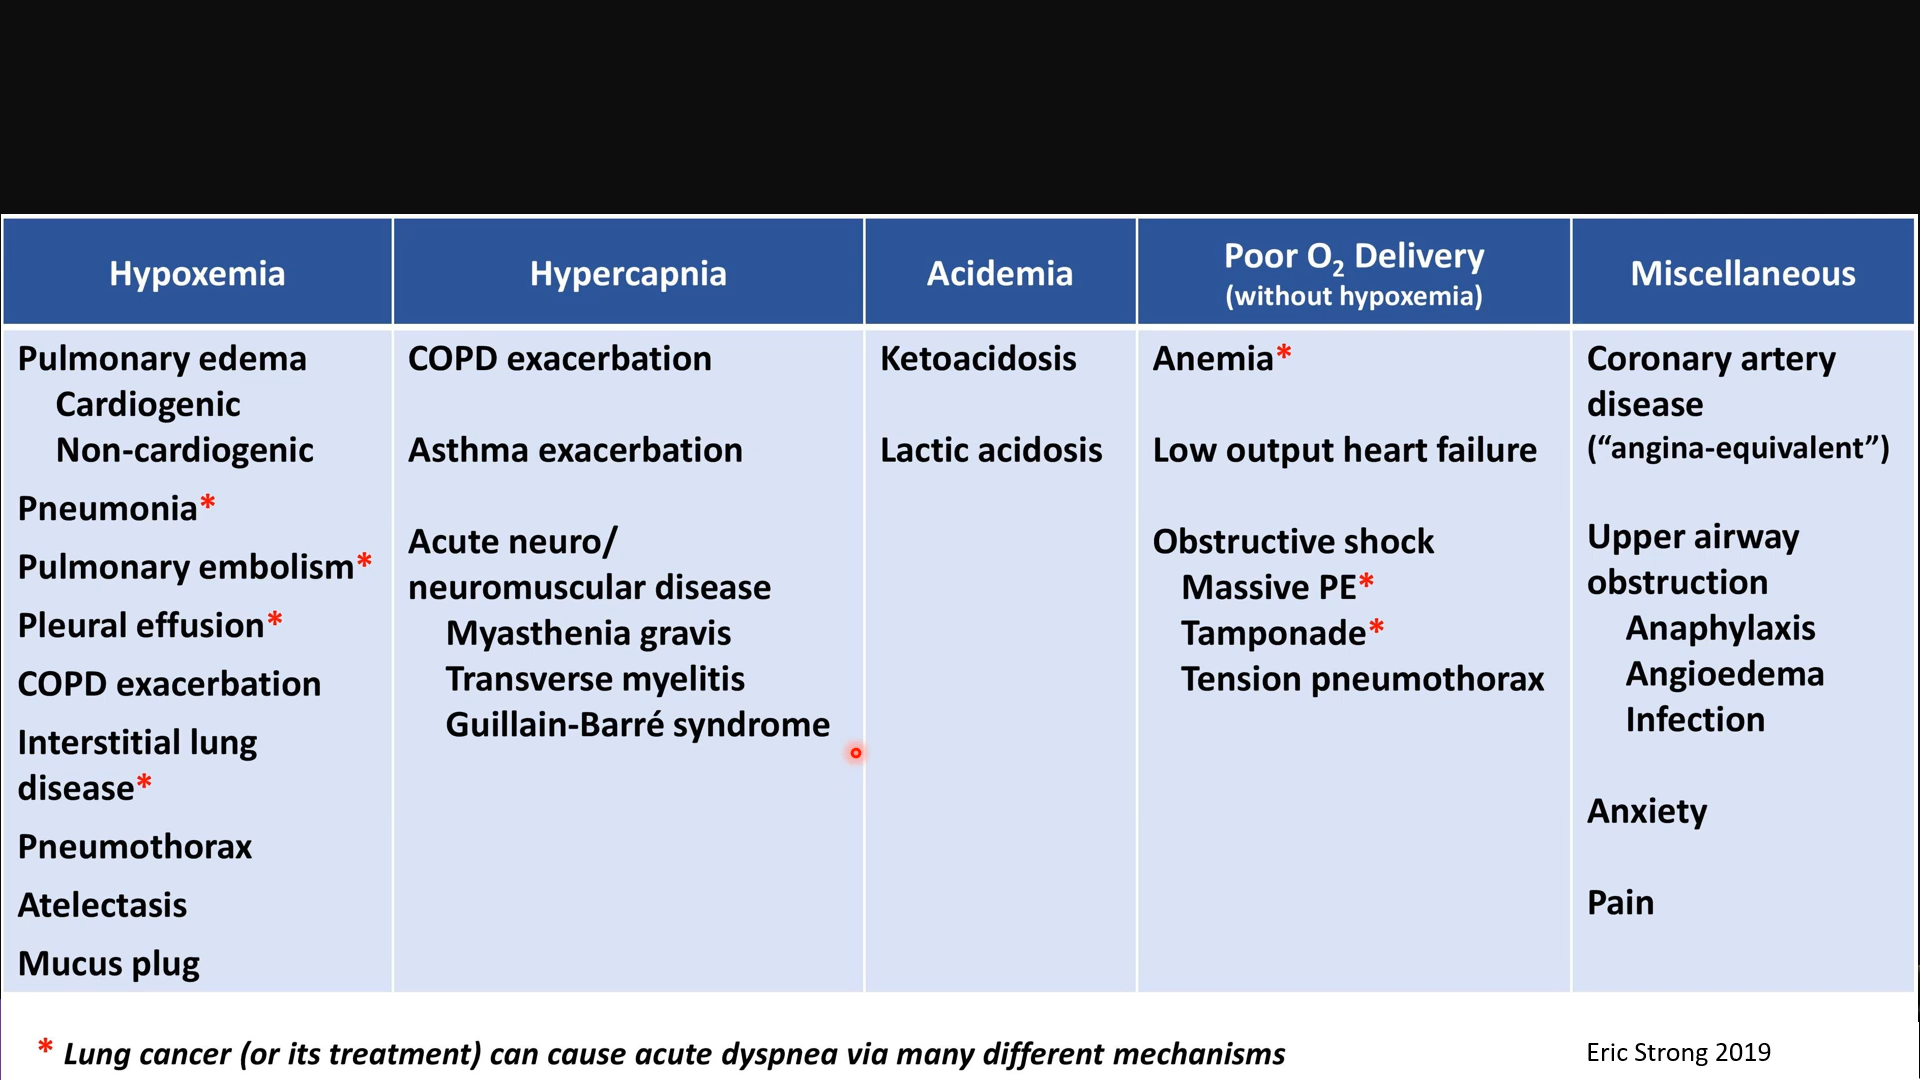 Hypoxemia
Hypercapnia
Acidemia
Poor O₂ Delivery
(without hypoxemia)
Miscellaneous
Pulmonary edema
Cardiogenic
Non-cardiogenic
Pneumonia*
Pulmonary embolism*
Pleural effusion*
COPD exacerbation
Interstitial lung
disease*
Pneumothorax
Atelectasis
Mucus plug
COPD exacerbation
Asthma exacerbation
Acute neuro/
neuromuscular disease
Myasthenia gravis
Transverse myelitis
Guillain-Barré syndrome
Ketoacidosis
Lactic acidosis
Anemia*
Low output heart failure
Obstructive shock
Massive PE*
Tamponade*
Tension pneumothorax
Coronary artery
disease
(“angina-equivalent”)
Upper airway
obstruction
Anaphylaxis
Angioedema
Infection
Anxiety
Pain
* Lung cancer (or its treatment) can cause acute dyspnea via many different mechanisms
Eric Strong 2019